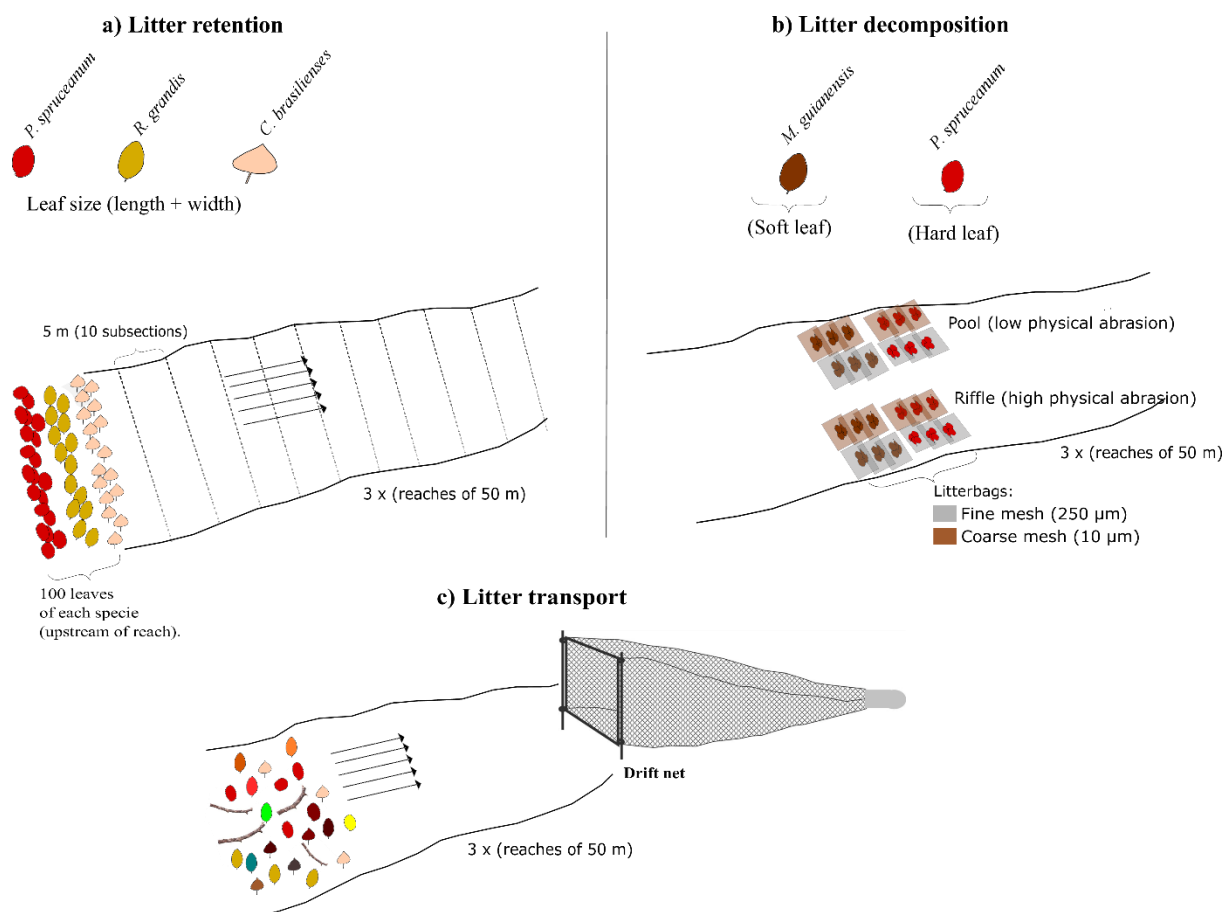 a) Litter retention
P. spruceanum
R. grandis
C. brasilienses
Leaf size (length + width)
5 m (10 subsections)
3 x (reaches of 50 m)
100 leaves
of each specie
(upstream of reach).
b) Litter decomposition
M. guianensis
P. spruceanum
(Soft leaf)
(Hard leaf)
Pool (low physical abrasion)
Riffle (high physical abrasion)
3 x (reaches of 50 m)
Litterbags:
Fine mesh (250 μm)
Coarse mesh (10 μm)
c) Litter transport
Drift net
3 x (reaches of 50 m)